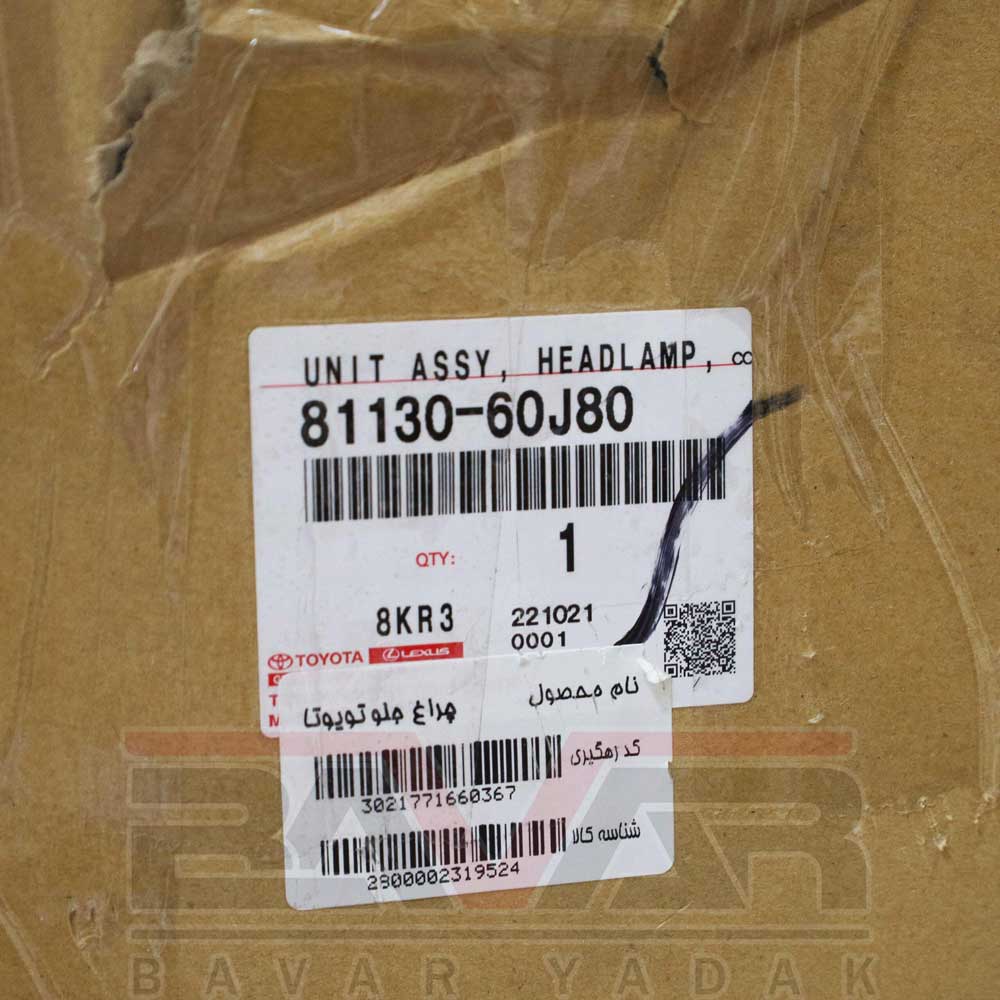 UNIT ASSY, HEADLAMP,
81130-60J80
QTY: 1
8KR3 221021
0001
TOYOTA LEXUS
نام محصول چراغ جلو تویوتا
کد رهگیری
3021771660367
شناسه کالا
2800002319524
BAVAR
BAVAR YADAK